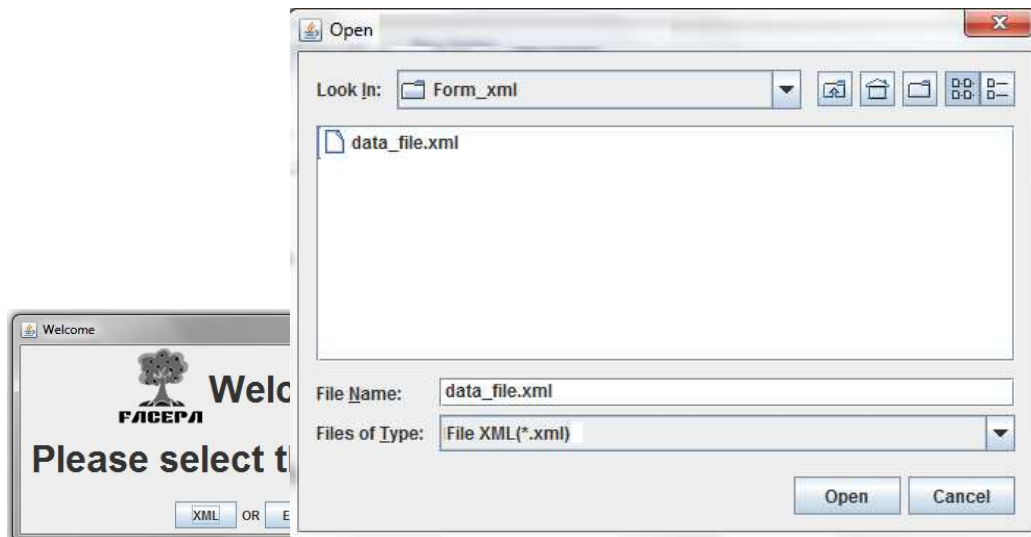 Open
Look In: Form_xml
data_file.xml
File Name: data_file.xml
Files of Type: File XML(*.xml)
Open Cancel
Welcome
Welc
FACEPA
Please select t
XML OR E